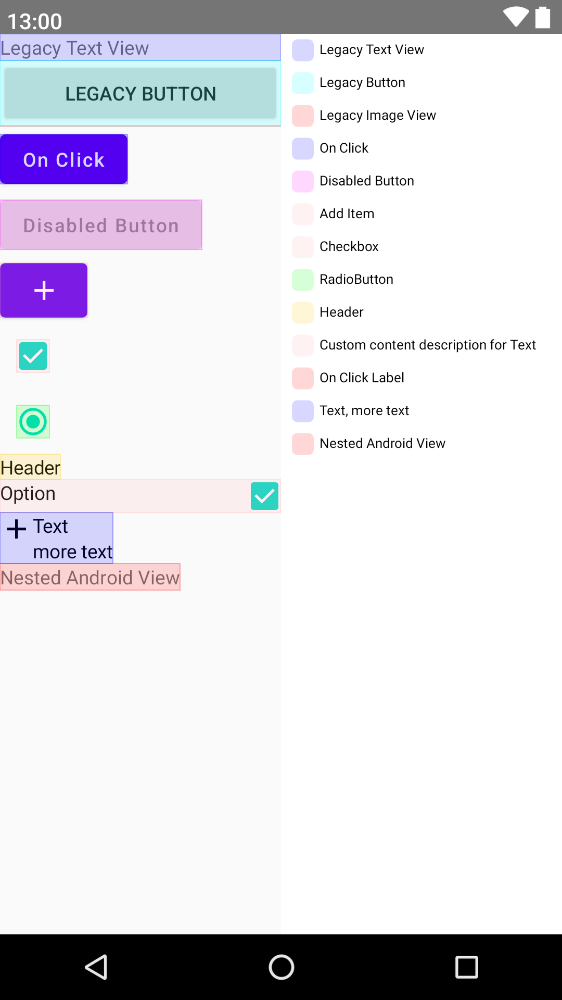 13:00
Legacy Text View
LEGACY BUTTON
On Click
Disabled Button
Header
Option
Text
more text
Nested Android View
Legacy Text View
Legacy Button
Legacy Image View
On Click
Disabled Button
Add Item
Checkbox
RadioButton
Header
Custom content description for Text
On Click Label
Text, more text
Nested Android View